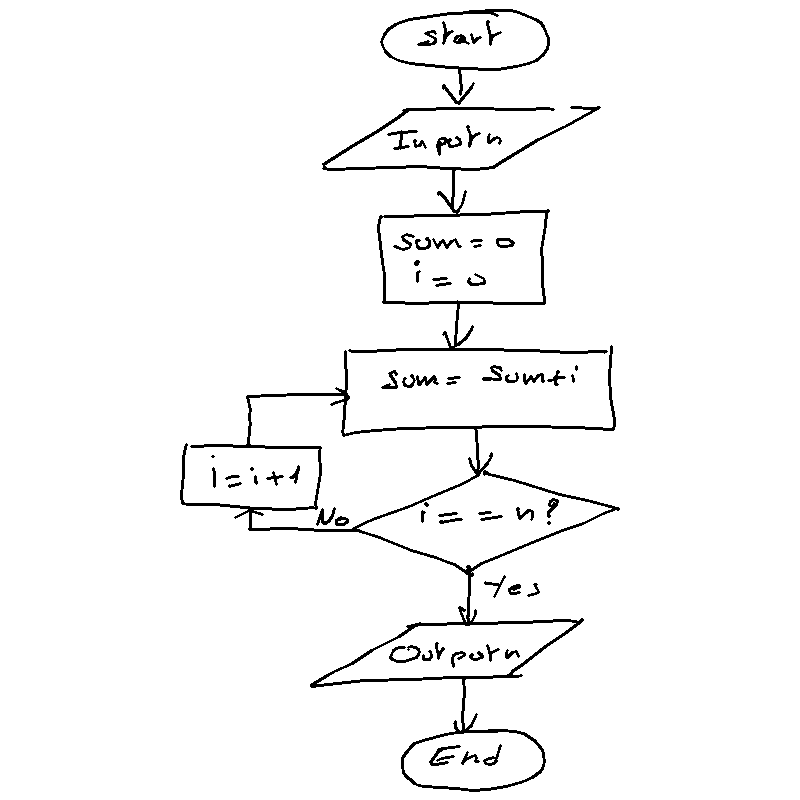 Start
Input n
sum = 0
i = 0
sum = sum+i
i = i+1
No
i == n?
Yes
Output n
End